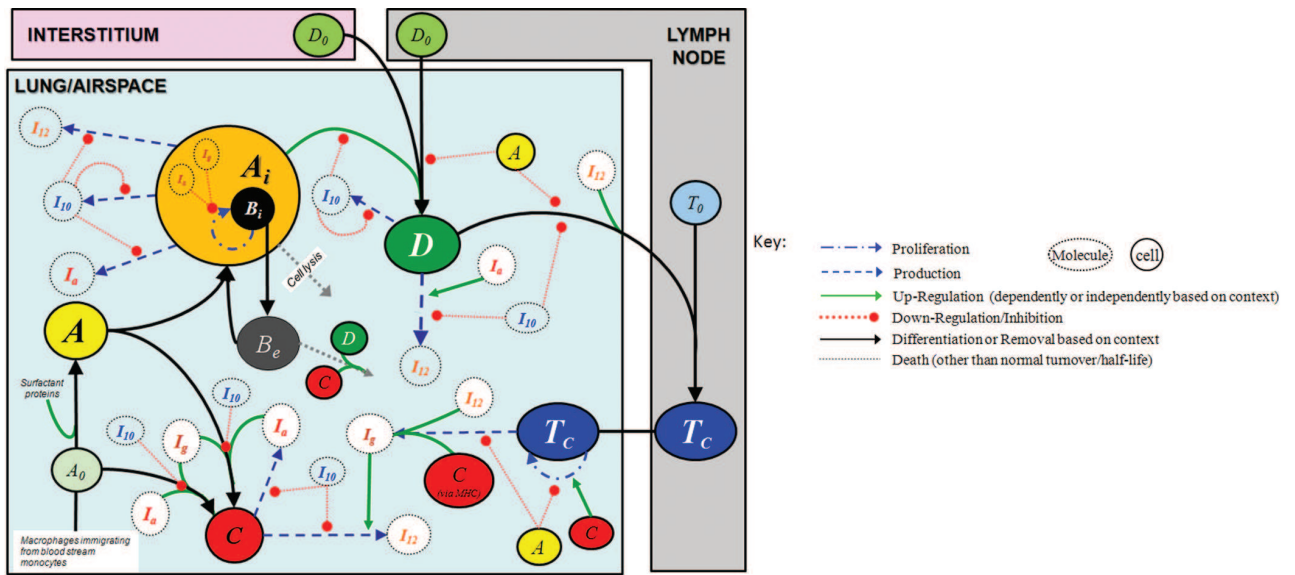 INTERSTITIUM
D0
D0
LYMPH
NODE
LUNG/AIRSPACE
I12
Ig
Ia
Ai
Bi
I10
Ia
I10
D
A
I12
T0
Cell lysis
Ia
I10
I12
A
Be
D
C
Surfactant
proteins
I10
Ig
I10
Ia
I12
Ig
TC
TC
A0
Ia
C
I10
I12
C
(via MHC)
A
C
Macrophages immigrating
from blood stream
monocytes
Key:
Proliferation
Molecule
cell
Production
Up-Regulation (dependently or independently based on context)
Down-Regulation/Inhibition
Differentiation or Removal based on context
Death (other than normal turnover/half-life)